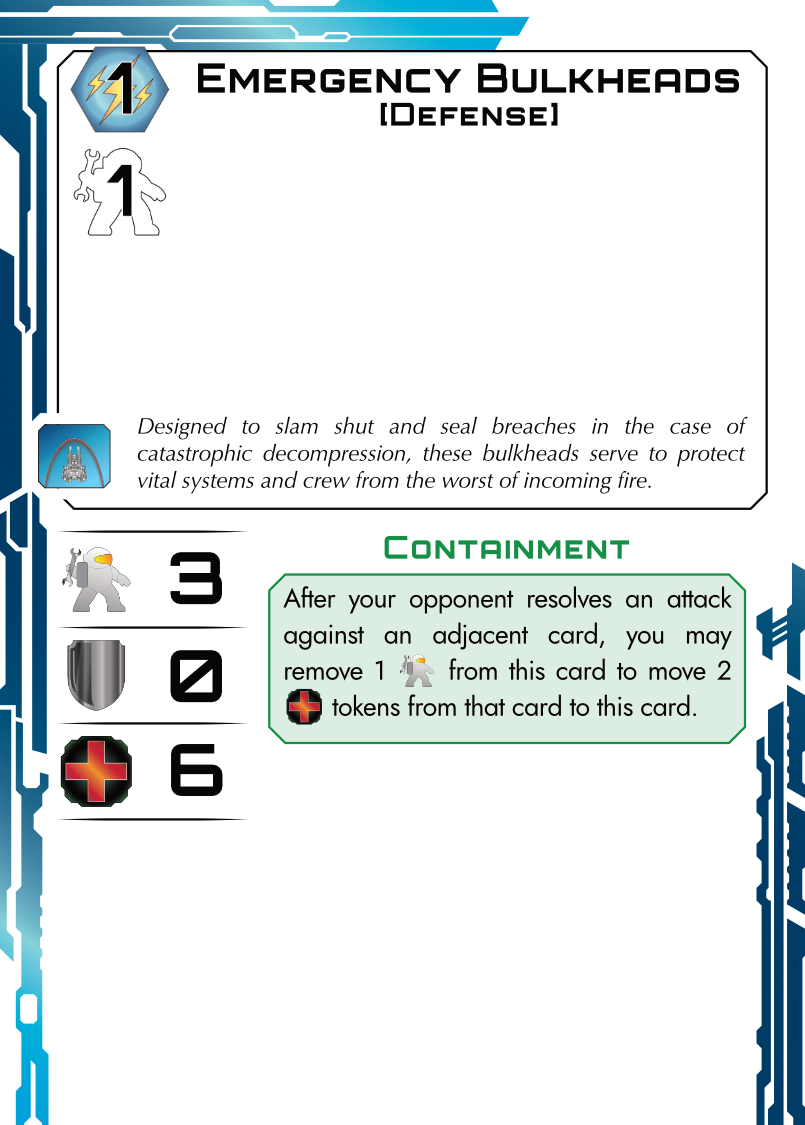 1
EMERGENCY BULKHEADS
[DEFENSE]
1
Designed to slam shut and seal breaches in the case of
catastrophic decompression, these bulkheads serve to protect
vital systems and crew from the worst of incoming fire.
3
0
6
CONTAINMENT
After your opponent resolves an attack
against an adjacent card, you may
remove 1 from this card to move 2
tokens from that card to this card.